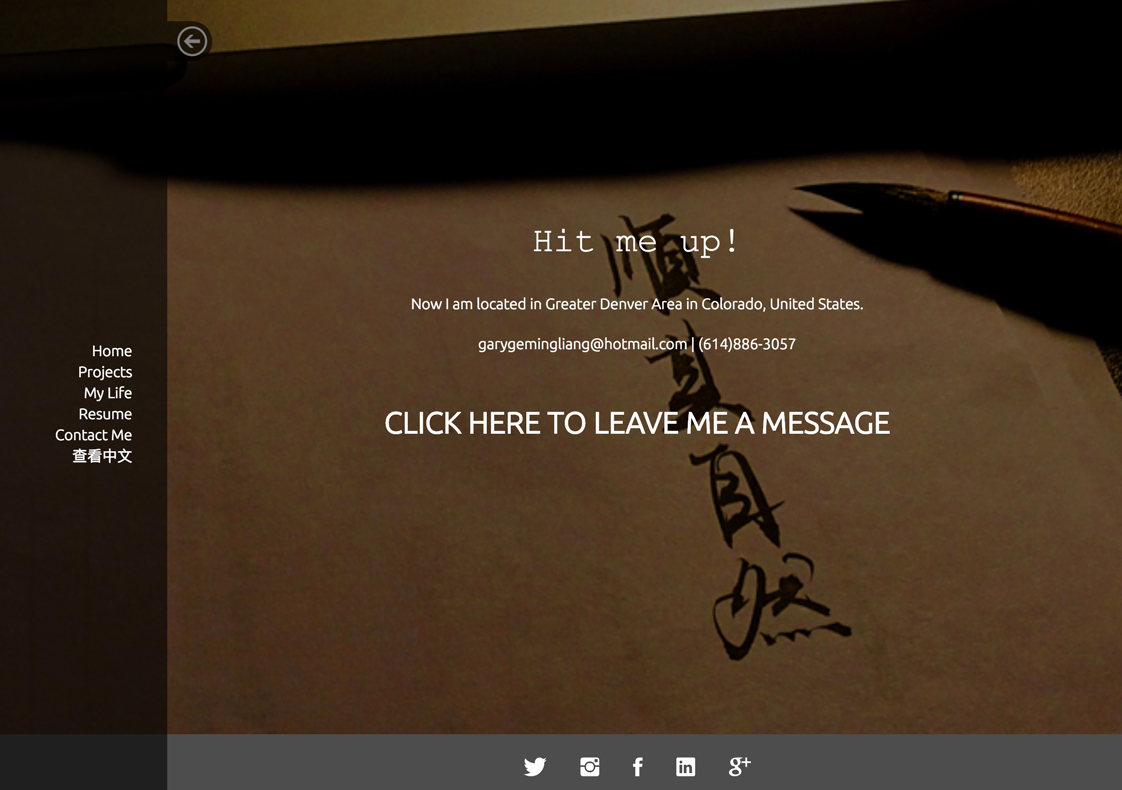 Home
Projects
My Life
Resume
Contact Me
查看中文
Hit me up!
Now I am located in Greater Denver Area in Colorado, United States.
garygemingliang@hotmail.com | (614)886-3057
CLICK HERE TO LEAVE ME A MESSAGE
順
其
自
然